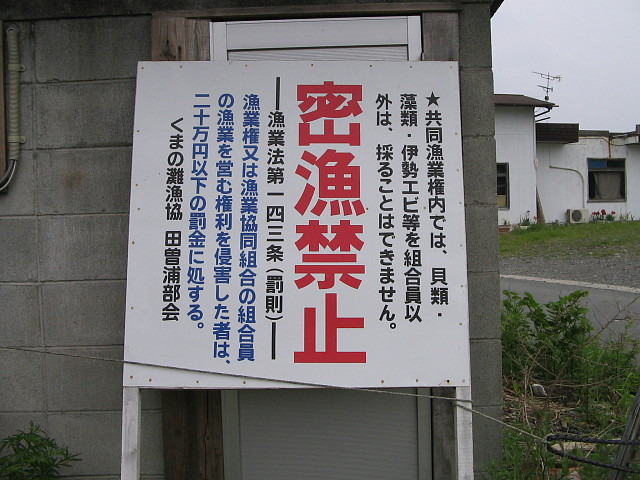 ★共同漁業権内では、貝類・
藻類・伊勢エビ等を組合員以
外は、採ることはできません。
密漁禁止
━━漁業法第一四三条(罰則)━━
漁業権又は漁業協同組合の組合員
の漁業を営む権利を侵害した者は、
二十万円以下の罰金に処する。
くまの灘漁協 田曽浦部会